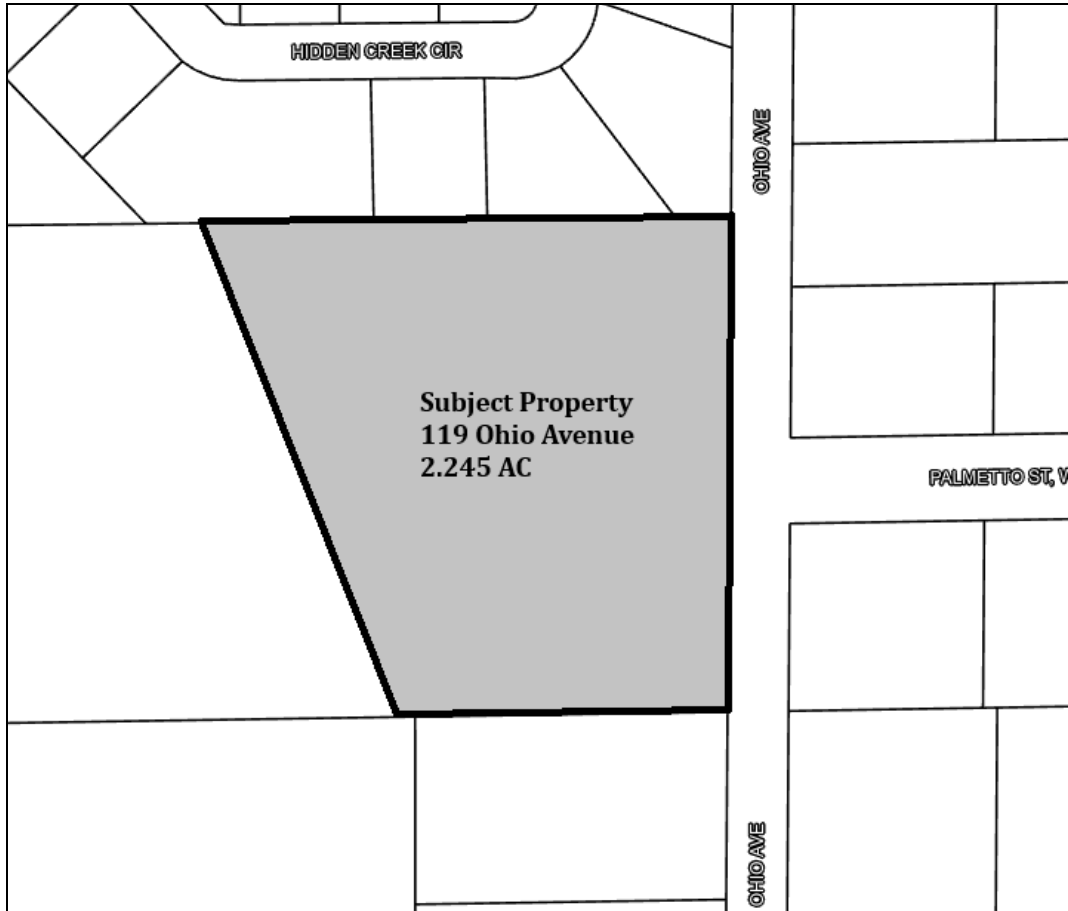 HIDDEN CREEK CIR
OHIO AVE
Subject Property
119 Ohio Avenue
2.245 AC
PALMETTO ST, W
OHIO AVE